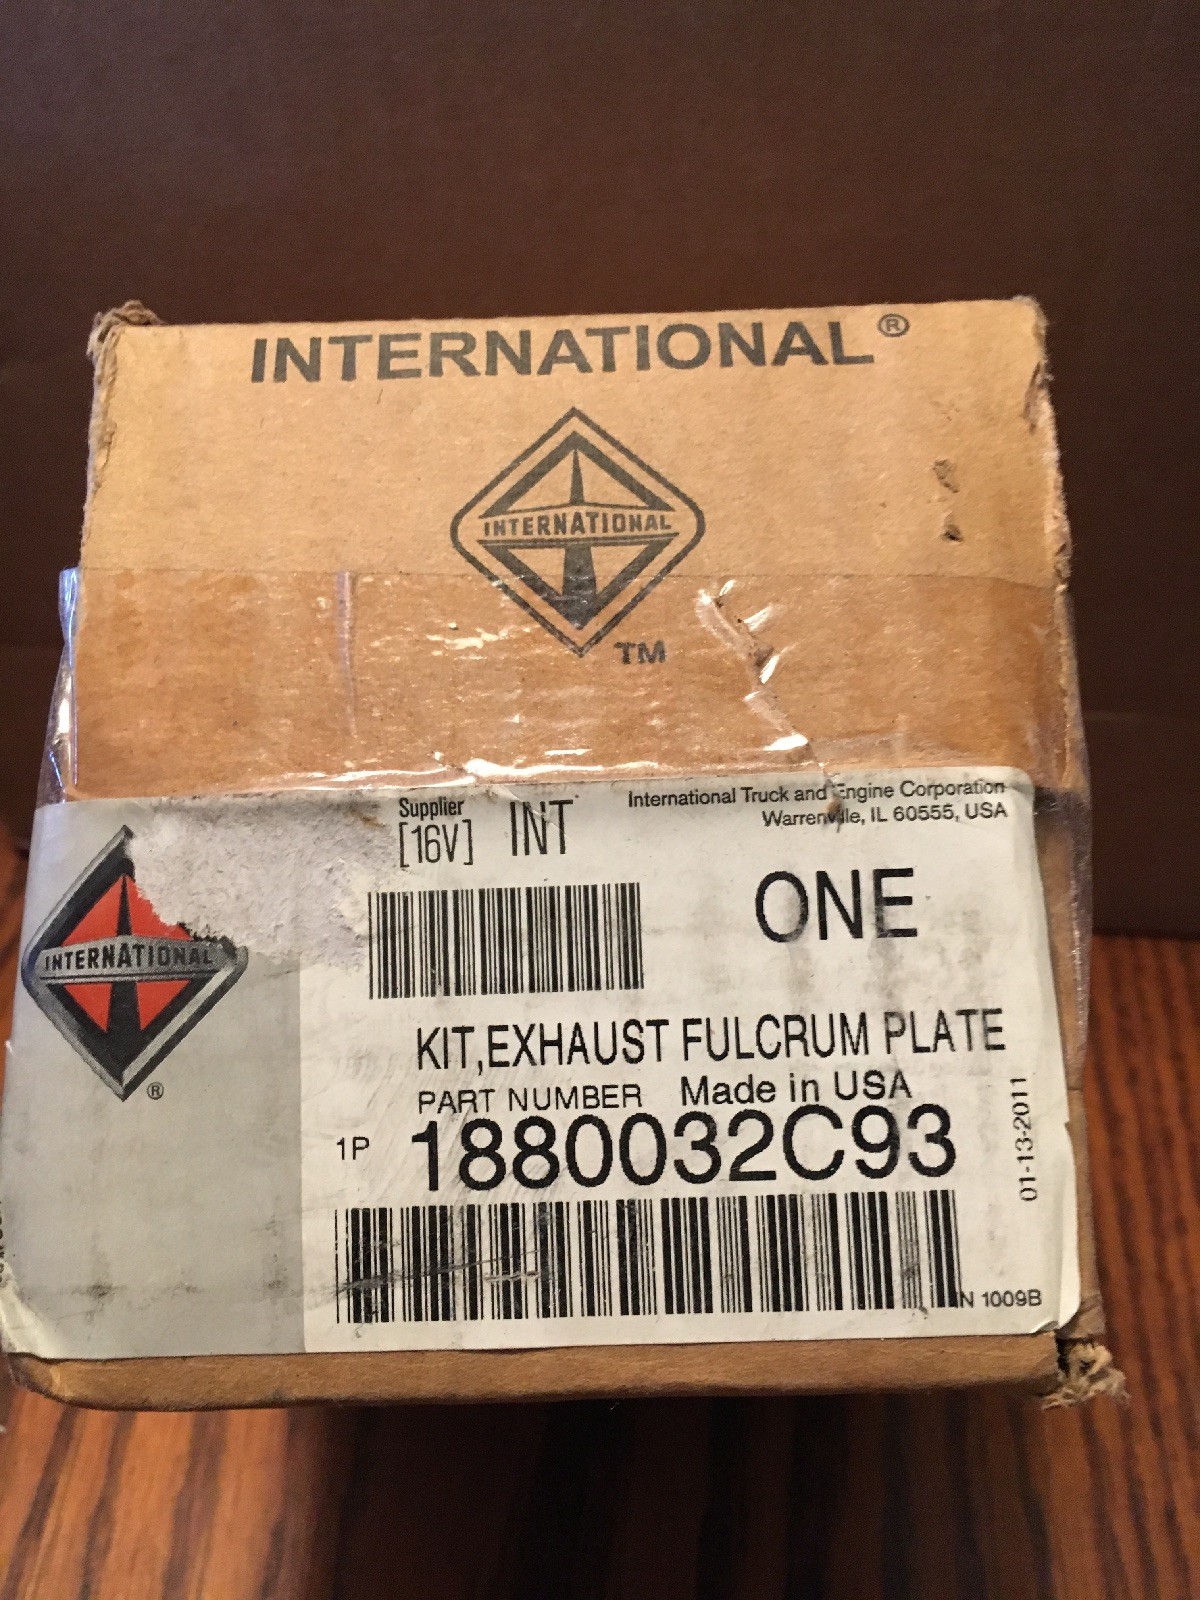 INTERNATIONAL®
INTERNATIONAL
TM
Supplier
[16V] INT
International Truck and Engine Corporation
Warrenville, IL 60555, USA
INTERNATIONAL
®
ONE
KIT,EXHAUST FULCRUM PLATE
PART NUMBER Made in USA
1P 1880032C93
01-13-2011
N 1009B